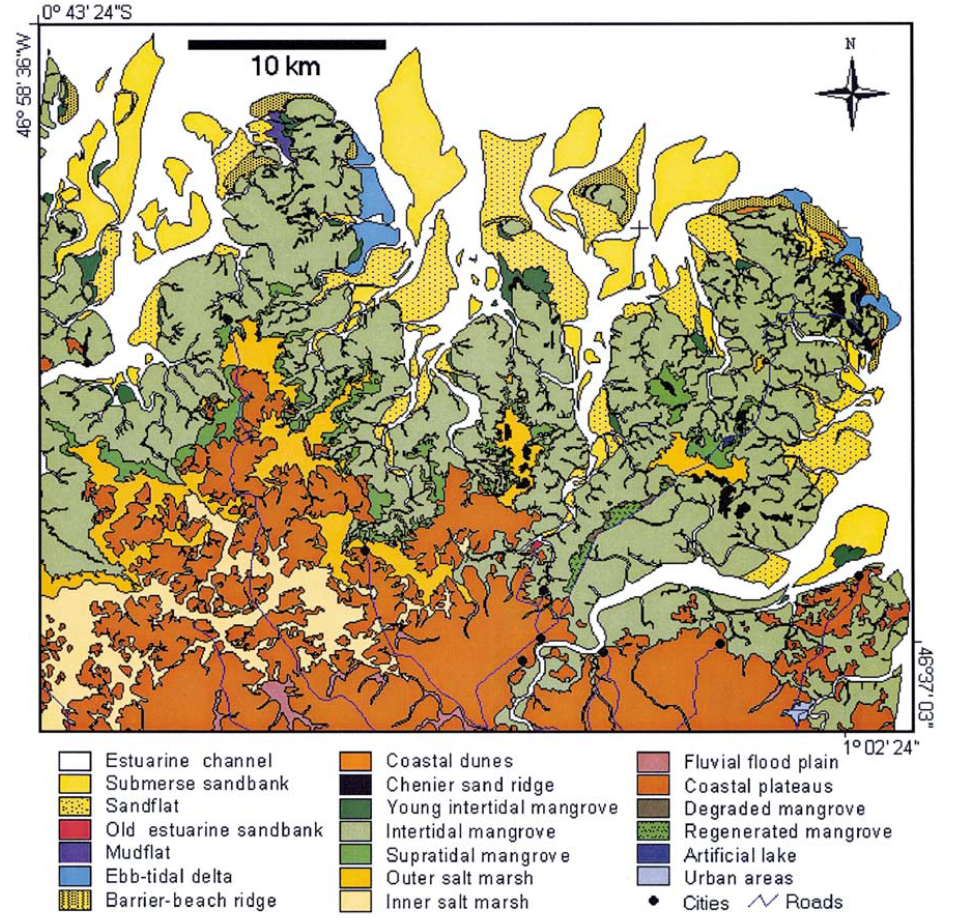 0° 43' 24"S
46° 58' 36"W
10 km
N
46°37' 03"
1° 02' 24"
Estuarine channel
Submerse sandbank
Sandflat
Old estuarine sandbank
Mudflat
Ebb-tidal delta
Barrier-beach ridge
Coastal dunes
Chenier sand ridge
Young intertidal mangrove
Intertidal mangrove
Supratidal mangrove
Outer salt marsh
Inner salt marsh
Fluvial flood plain
Coastal plateaus
Degraded mangrove
Regenerated mangrove
Artificial lake
Urban areas
Cities Roads